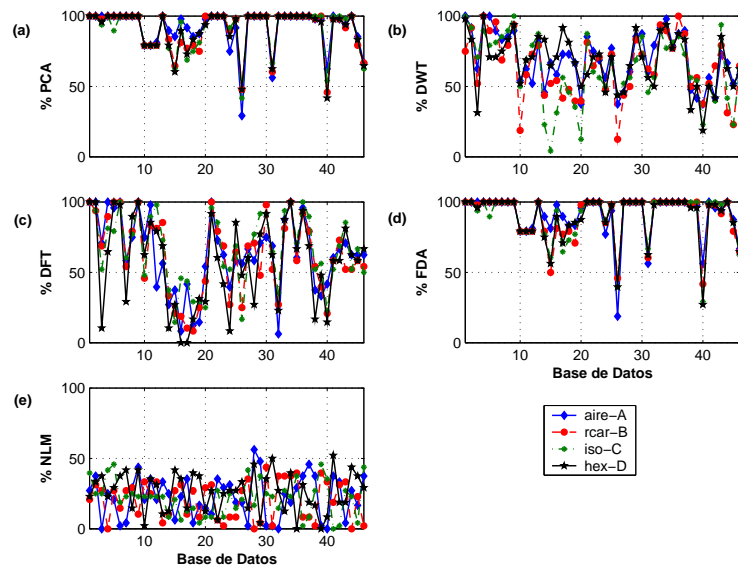 (a)
% PCA
100
50
0
10 20 30 40
(b)
% DWT
100
50
0
10 20 30 40
(c)
% DFT
100
50
0
10 20 30 40
(d)
% FDA
100
50
0
10 20 30 40
Base de Datos
(e)
% NLM
100
50
0
10 20 30 40
Base de Datos
aire−A
rcar−B
iso−C
hex−D